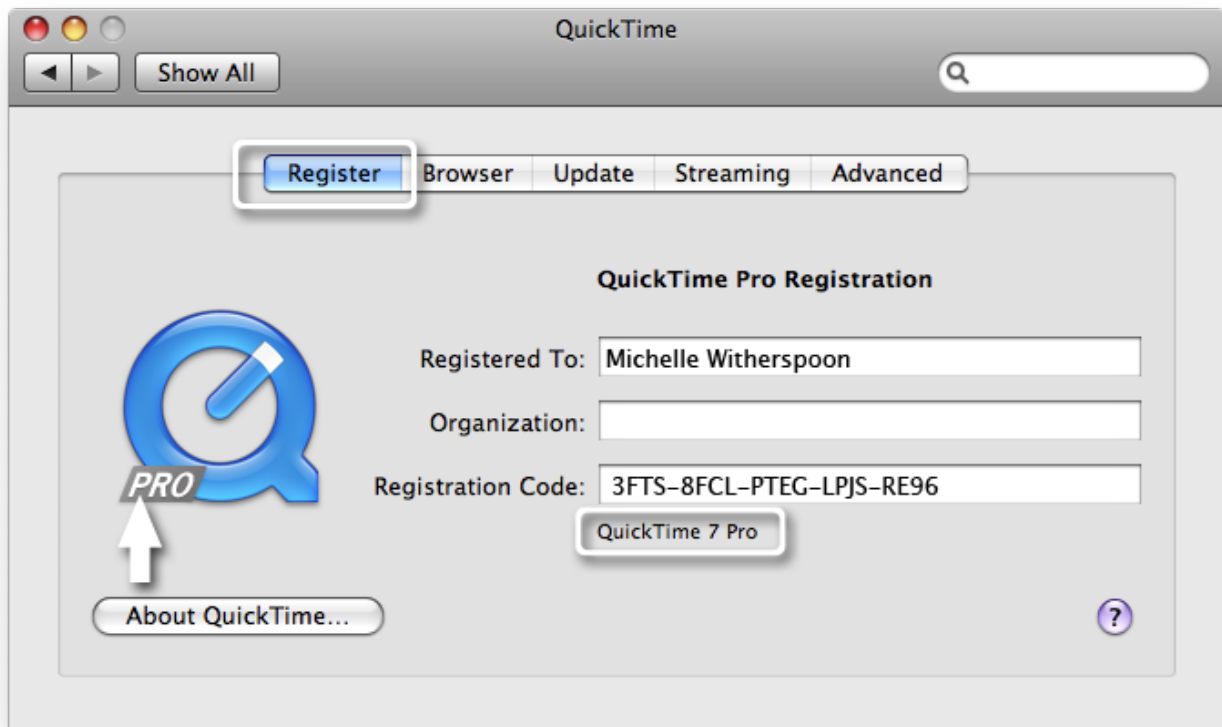 QuickTime
Show All
Register Browser Update Streaming Advanced
QuickTime Pro Registration
Registered To: Michelle Witherspoon
Organization:
PRO
Registration Code: 3FTS-8FCL-PTEG-LPJS-RE96
QuickTime 7 Pro
About QuickTime...
?